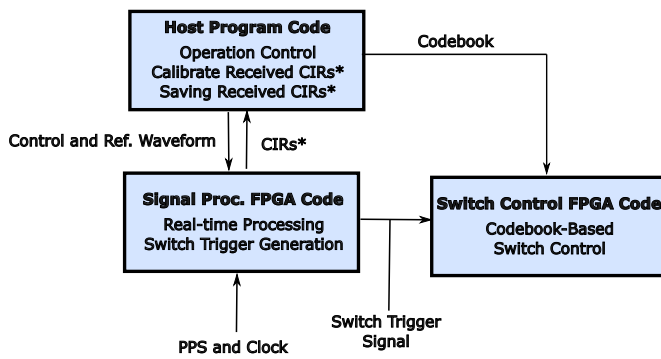 Host Program Code
Operation Control
Calibrate Received CIRs*
Saving Received CIRs*
Codebook
Control and Ref. Waveform
CIRs*
Signal Proc. FPGA Code
Real-time Processing
Switch Trigger Generation
Switch Control FPGA Code
Codebook-Based
Switch Control
Switch Trigger
Signal
PPS and Clock